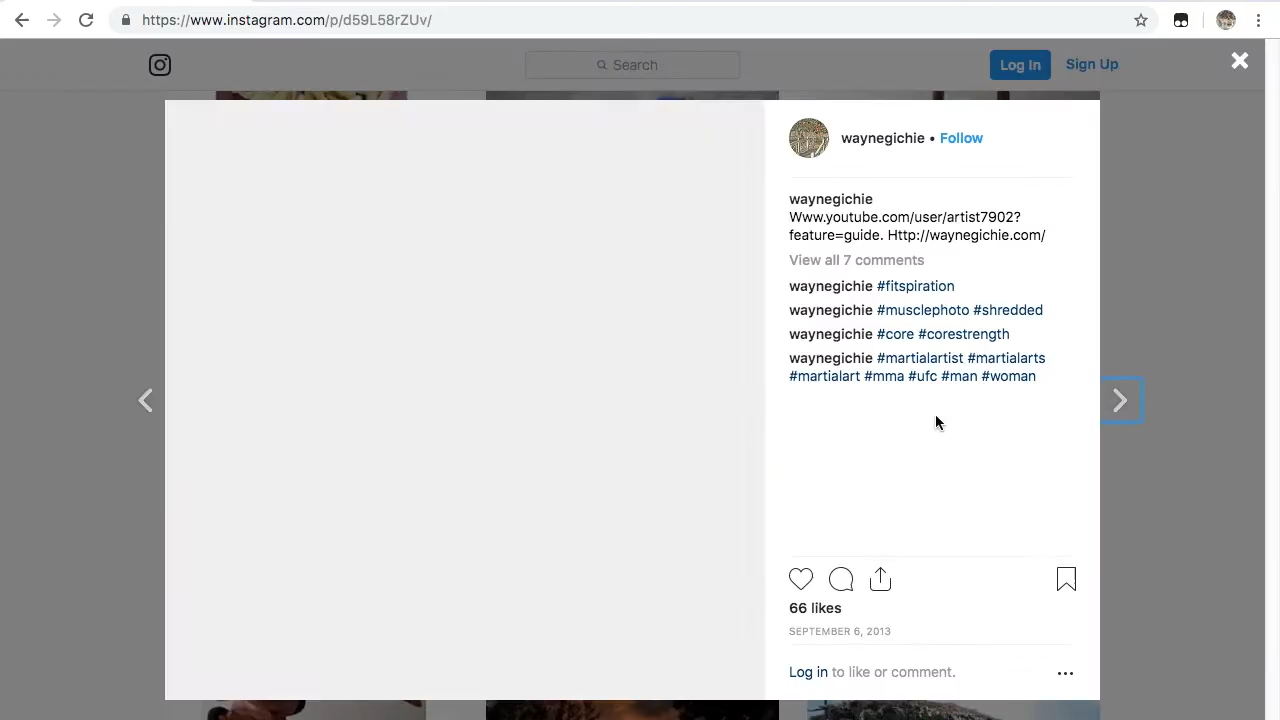 https://www.instagram.com/p/d59L58rZUv/
Search
Log In
Sign Up
waynegichie • Follow
waynegichie
Www.youtube.com/user/artist7902?
feature=guide. Http://waynegichie.com/
View all 7 comments
waynegichie #fitspiration
waynegichie #musclephoto #shredded
waynegichie #core #corestrength
waynegichie #martialartist #martialarts
#martialart #mma #ufc #man #woman
66 likes
SEPTEMBER 6, 2013
Log in to like or comment.